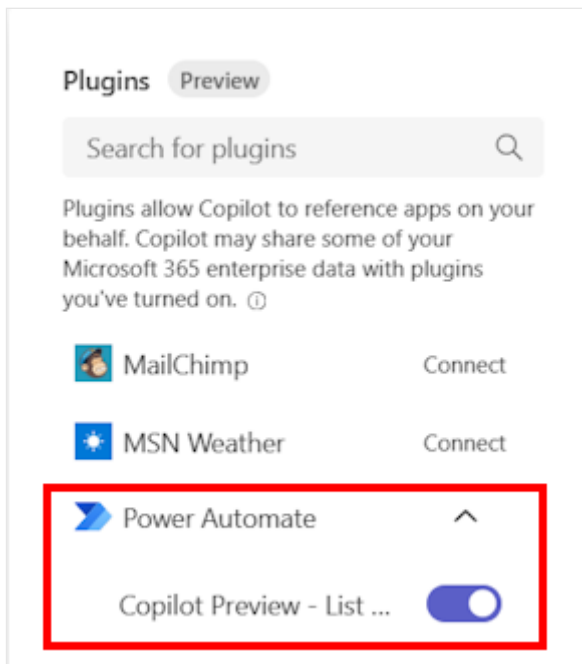 Plugins Preview
Search for plugins
Plugins allow Copilot to reference apps on your
behalf. Copilot may share some of your
Microsoft 365 enterprise data with plugins
you've turned on.
MailChimp Connect
MSN Weather Connect
Power Automate
Copilot Preview - List ...